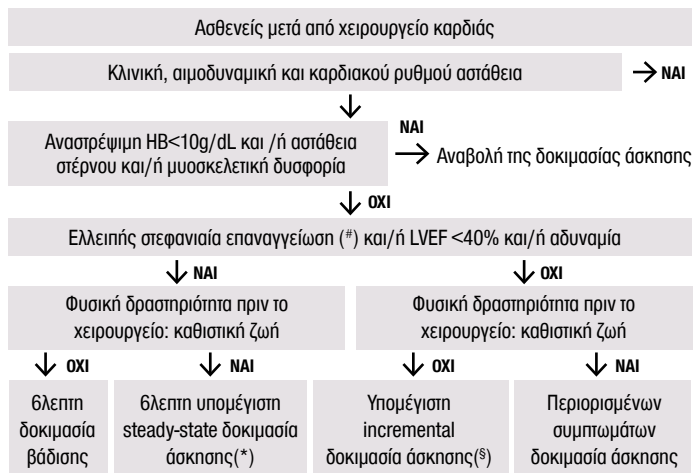 Ασθενείς μετά από χειρουργείο καρδιάς
Κλινική, αιμοδυναμική και καρδιακού ρυθμού αστάθεια
ΝΑΙ
Αναστρέψιμη HB<10g/dL και /ή αστάθεια
στέρνου και/ή μυοσκελετική δυσφορία
ΝΑΙ
Αναβολή της δοκιμασίας άσκησης
ΟΧΙ
Ελλειπής στεφανιαία επαναγγείωση (#) και/ή LVEF <40% και/ή αδυναμία
ΝΑΙ
ΟΧΙ
Φυσική δραστηριότητα πριν το
χειρουργείο: καθιστική ζωή
Φυσική δραστηριότητα πριν το
χειρουργείο: καθιστική ζωή
ΟΧΙ
ΝΑΙ
ΟΧΙ
ΝΑΙ
6λεπτη
δοκιμασία
βάδισης
6λεπτη υπομέγιστη
steady-state δοκιμασία
άσκησης(*)
Υπομέγιστη
incremental
δοκιμασία άσκησης(§)
Περιορισμένων
συμπτωμάτων
δοκιμασία άσκησης